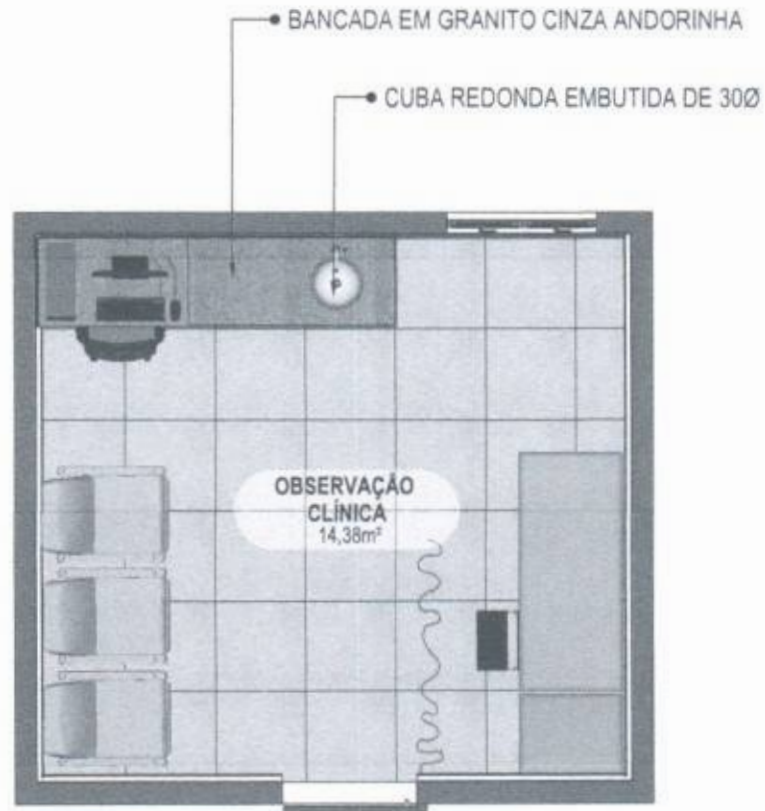 BANCADA EM GRANITO CINZA ANDORINHA
CUBA REDONDA EMBUTIDA DE 30Ø
OBSERVAÇÃO
CLÍNICA
14,38m²